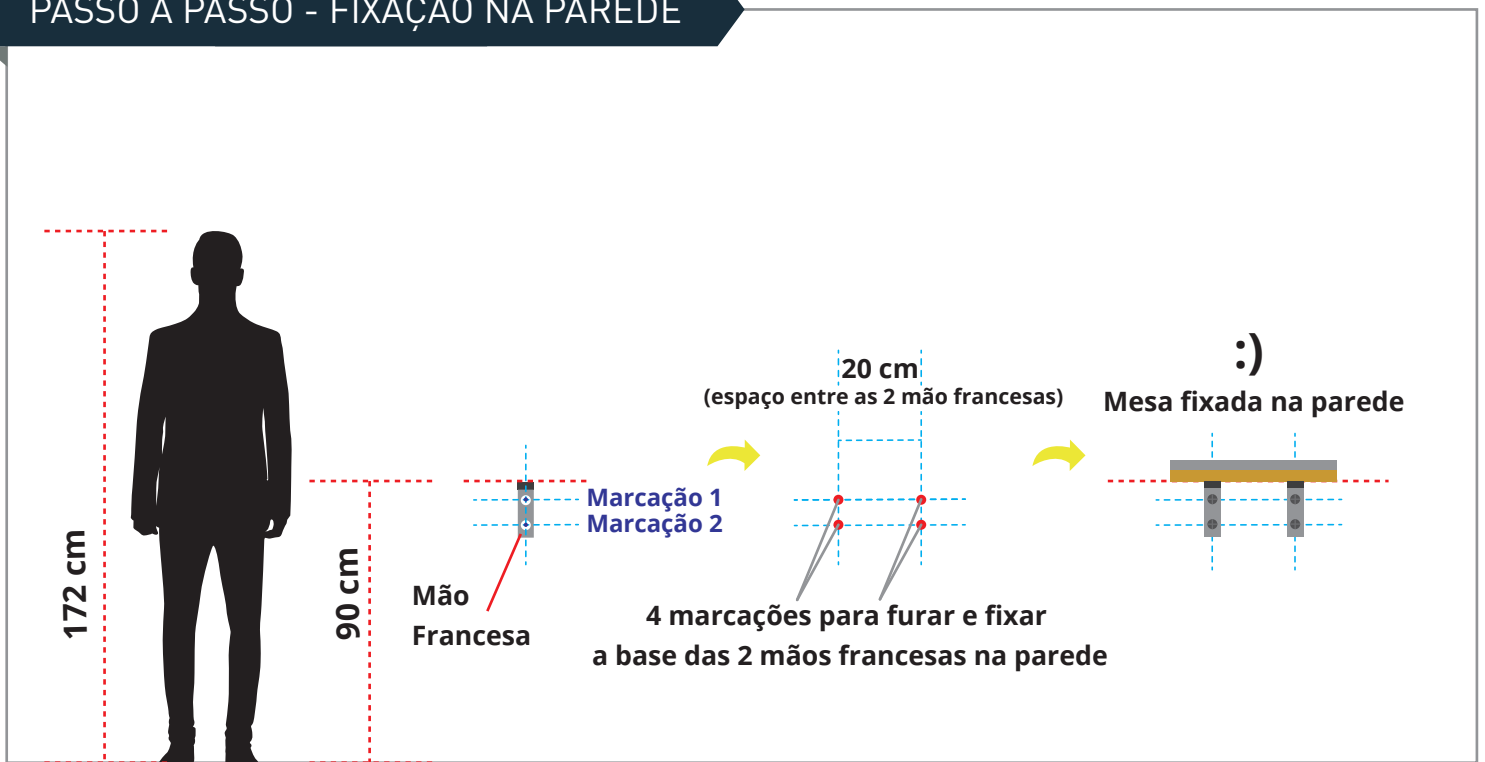 PASSO A PASSO - FIXAÇÃO NA PAREDE
172 cm
90 cm
Mão
Francesa
Marcação 1
Marcação 2
20 cm
(espaço entre as 2 mão francesas)
4 marcações para furar e fixar
a base das 2 mãos francesas na parede
:)
Mesa fixada na parede